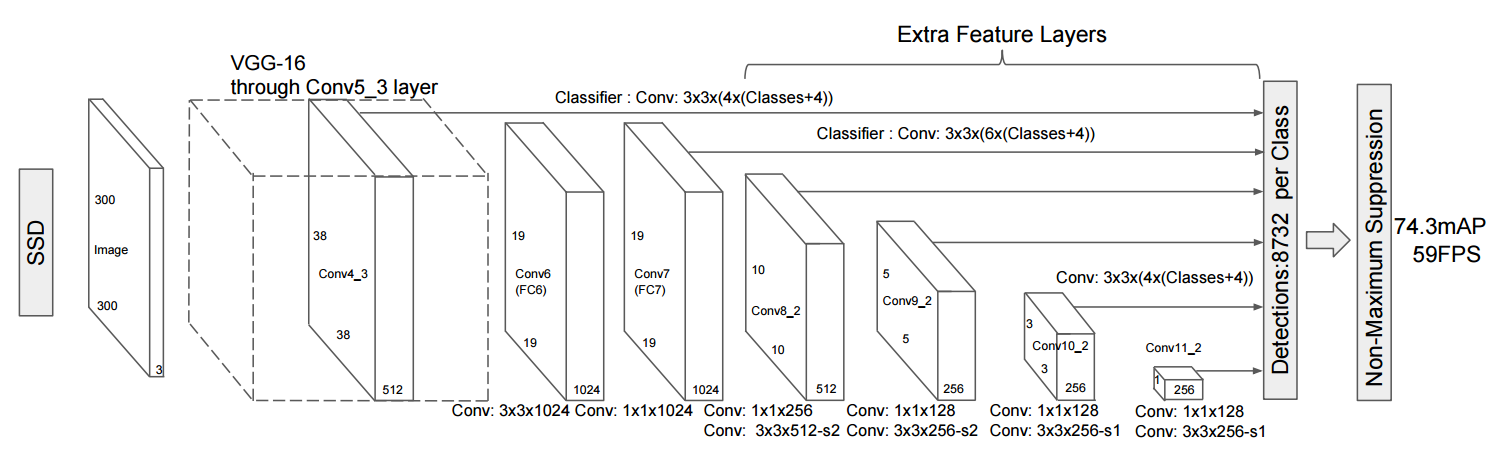 Extra Feature Layers
VGG-16
through Conv5_3 layer
Classifier : Conv: 3x3x(4x(Classes+4))
Classifier : Conv: 3x3x(6x(Classes+4))
SSD
300
Image
300
3
38
Conv4_3
38
512
19
Conv6
(FC6)
19
1024
19
Conv7
(FC7)
19
1024
10
Conv8_2
10
512
5
Conv9_2
5
256
Conv: 3x3x(4x(Classes+4))
3
Conv10_2
3
256
Conv11_2
1
256
Detections:8732 per Class
Non-Maximum Suppression
74.3mAP
59FPS
Conv: 3x3x1024
Conv: 1x1x1024
Conv: 1x1x256
Conv: 3x3x512-s2
Conv: 1x1x128
Conv: 3x3x256-s2
Conv: 1x1x128
Conv: 3x3x256-s1
Conv: 1x1x128
Conv: 3x3x256-s1